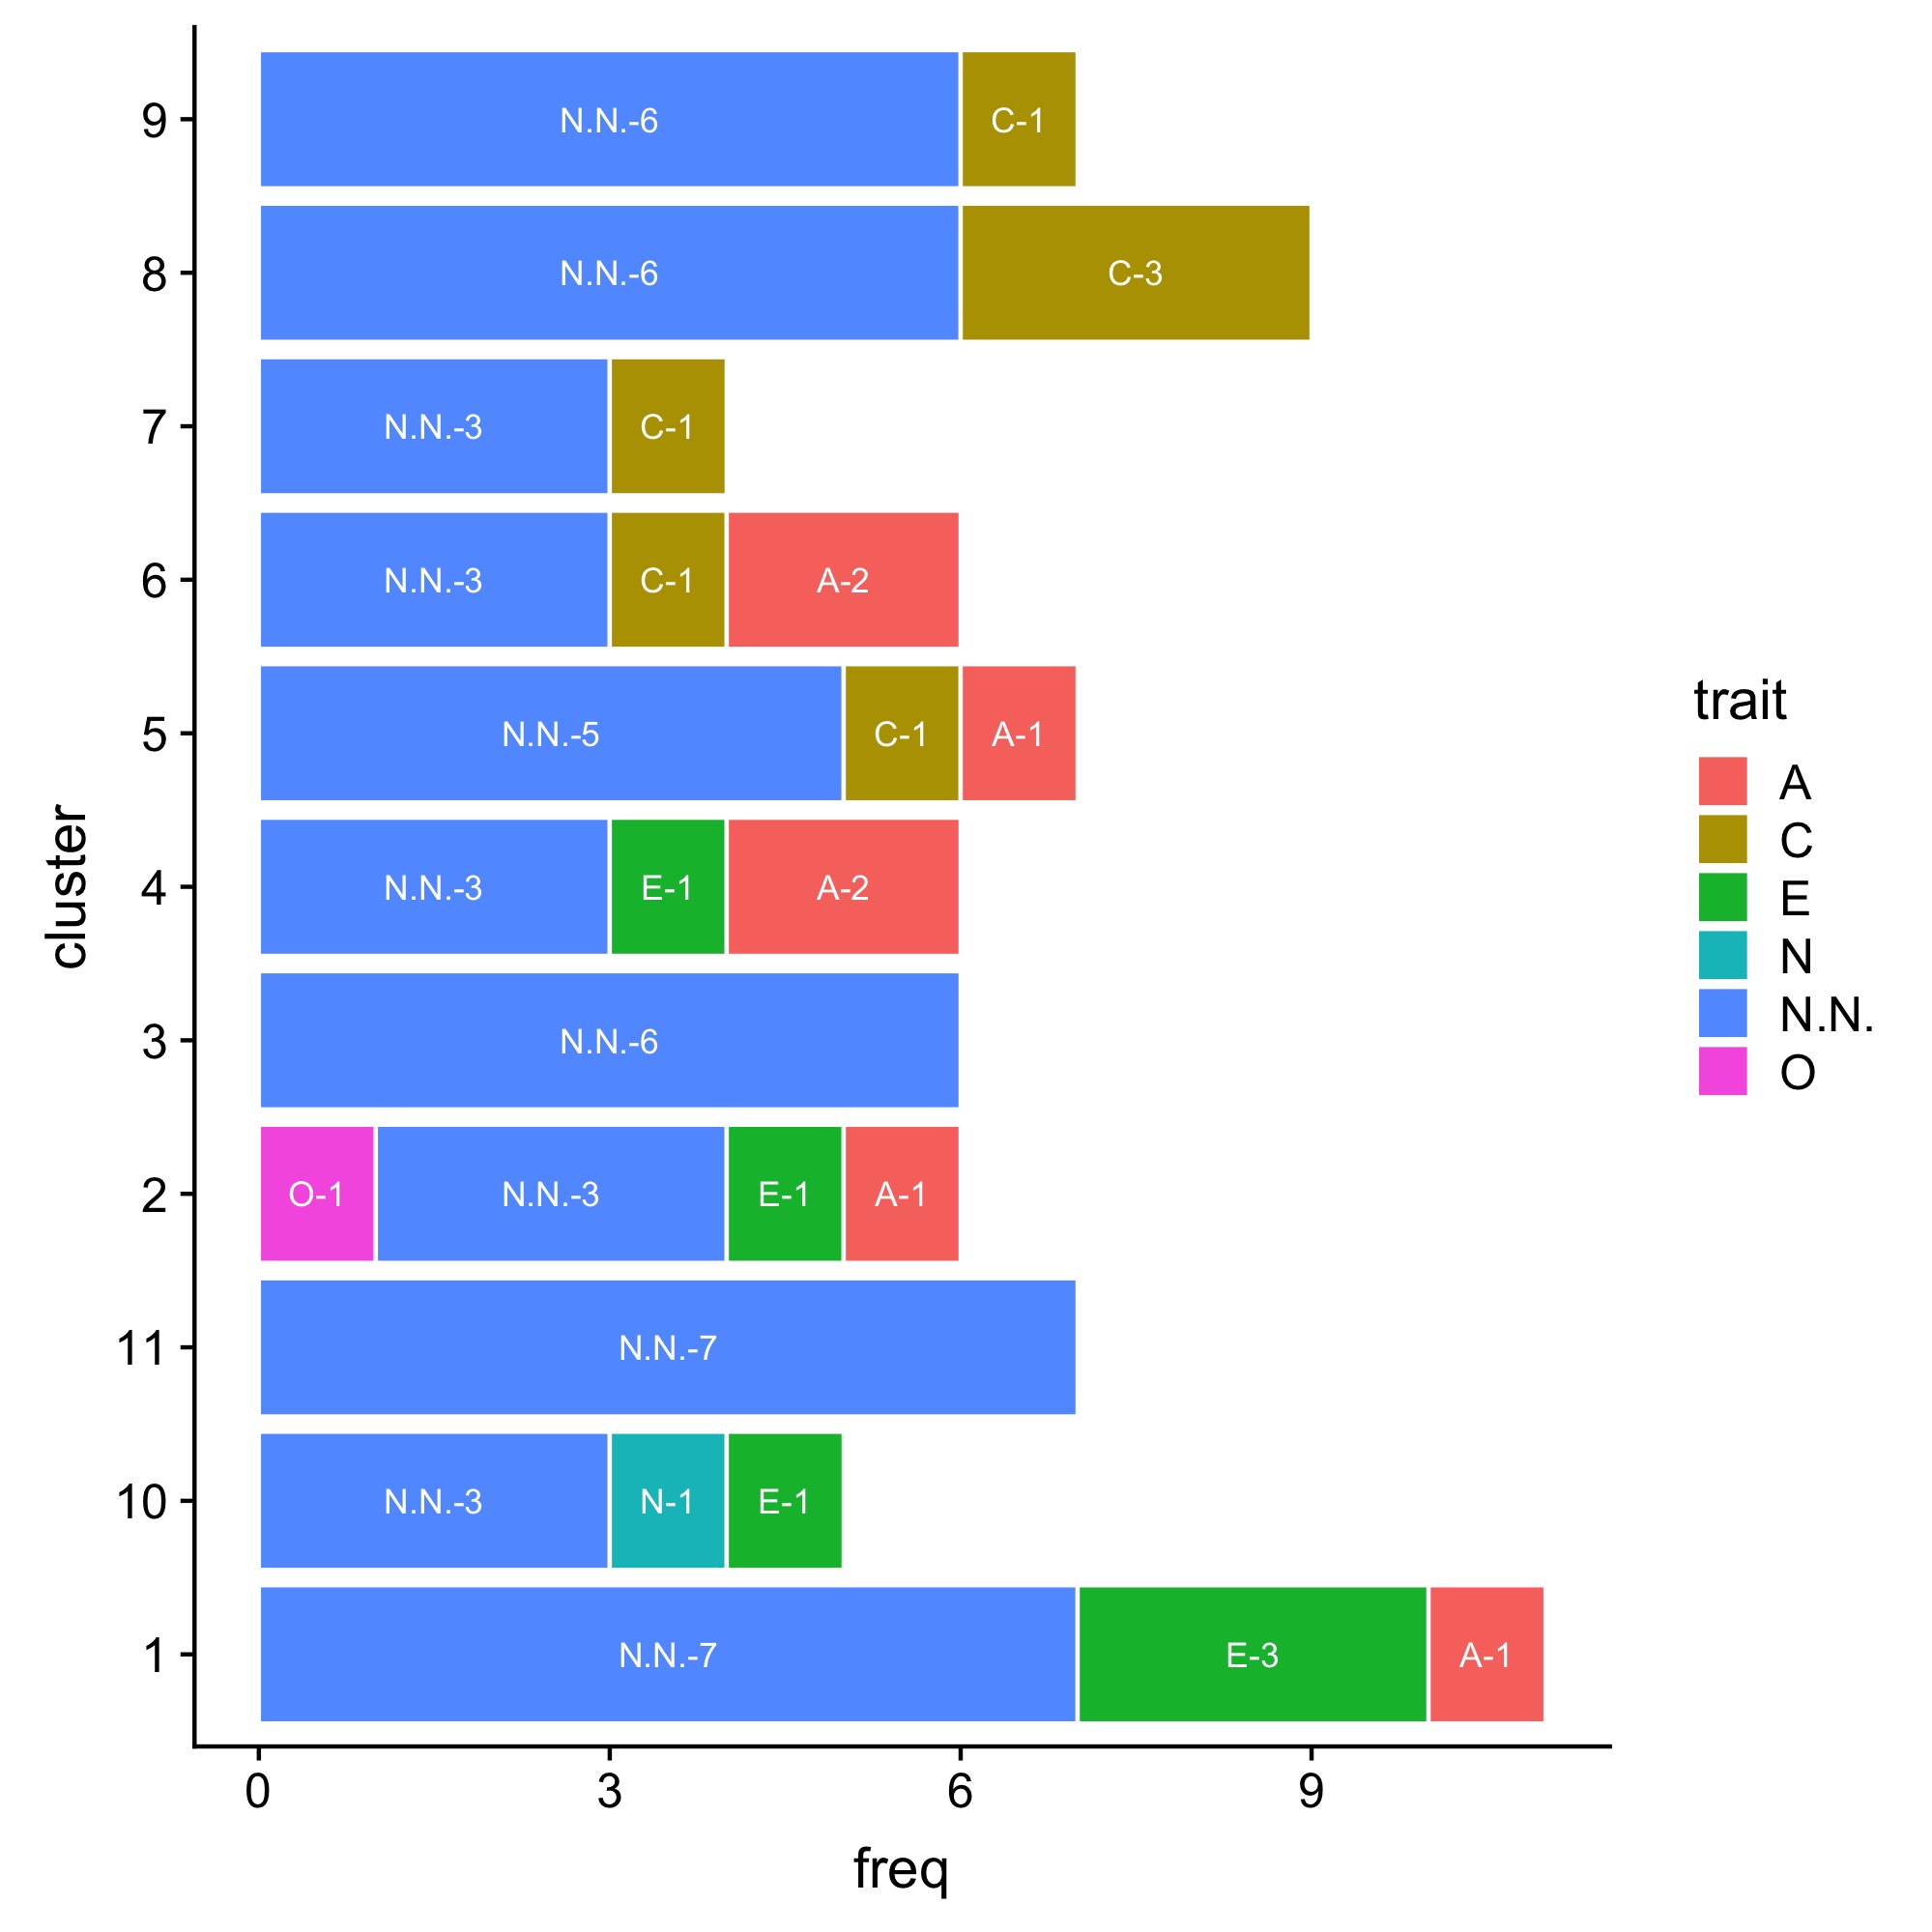 9
N.N.-6 C-1
8
N.N.-6 C-3
7
N.N.-3 C-1
6
N.N.-3 C-1 A-2
5
N.N.-5 C-1 A-1
4
N.N.-3 E-1 A-2
3
N.N.-6
2
O-1 N.N.-3 E-1 A-1
11
N.N.-7
10
N.N.-3 N-1 E-1
1
N.N.-7 E-3 A-1
cluster
0 3 6 9
freq
trait
A
C
E
N
N.N.
O